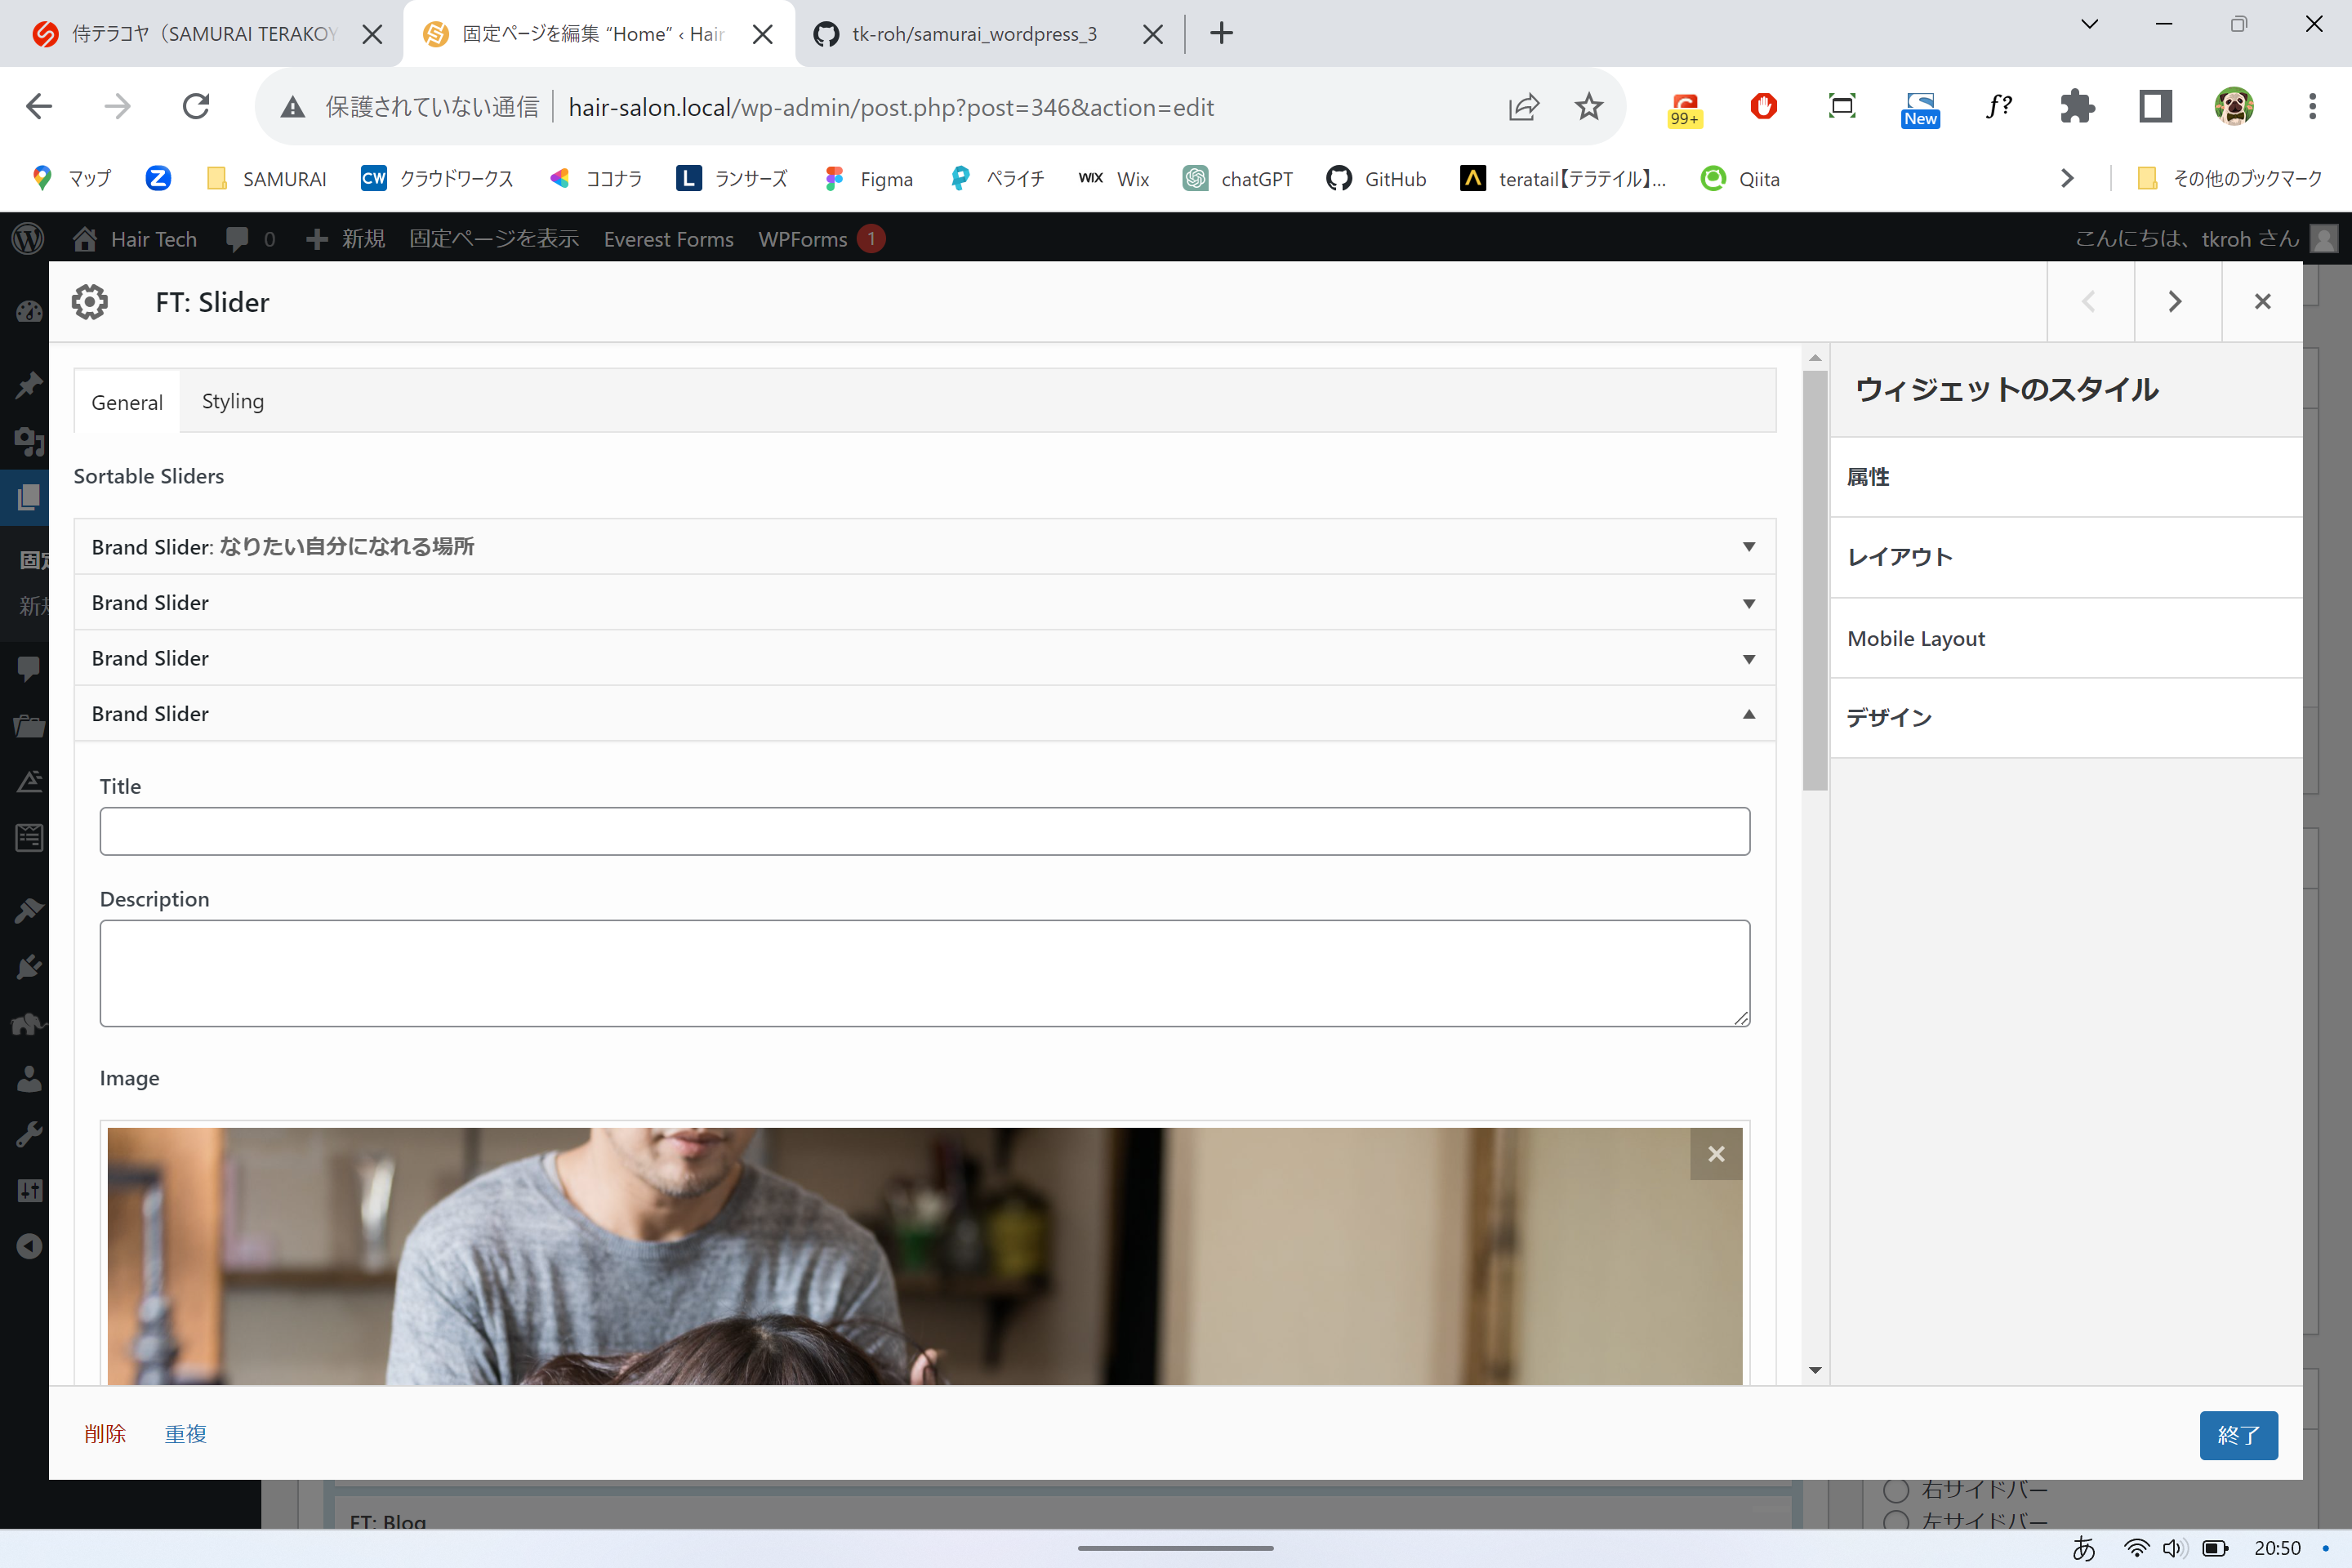 侍テラコヤ（SAMURAI TERAKOY
固定ページを編集 “Home” ‹ Hair
tk-roh/samurai_wordpress_3
保護されていない通信
hair-salon.local/wp-admin/post.php?post=346&action=edit
99+
New
ƒ?
マップ
SAMURAI
CW クラウドワークス
ココナラ
L ランサーズ
Figma
ペライチ
WIX Wix
chatGPT
GitHub
teratail【テラテイル】...
Qiita
その他のブックマーク
Hair Tech
0
新規
固定ページを表示
Everest Forms
WPForms 1
こんにちは、tkroh さん
FT: Slider
General
Styling
Sortable Sliders
Brand Slider: なりたい自分になれる場所
Brand Slider
Brand Slider
Brand Slider
Title
Description
Image
ウィジェットのスタイル
属性
レイアウト
Mobile Layout
デザイン
固定
新規
削除
重複
終了
右サイドバー
左サイドバー
FT: Blog
あ
20:50